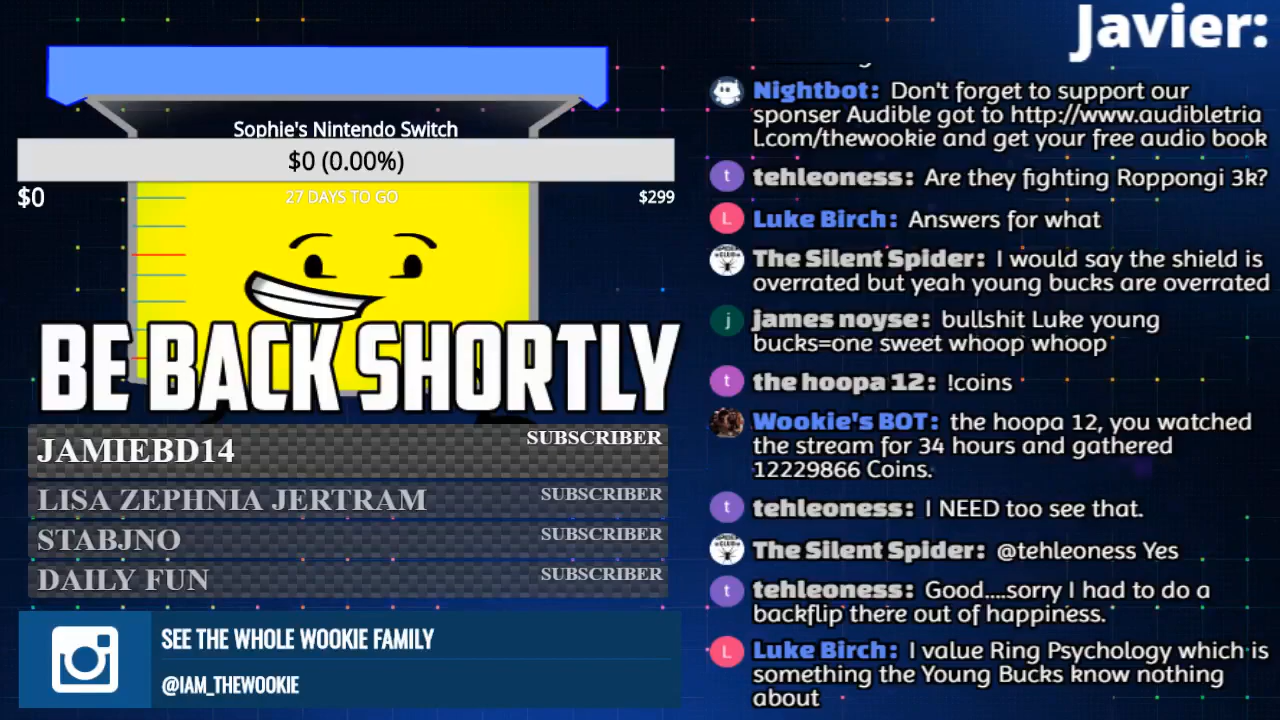 Javier:
Sophie's Nintendo Switch
$0 (0.00%)
$0
27 DAYS TO GO
$299
BE BACK SHORTLY
JAMIEBD14
SUBSCRIBER
LISA ZEPHNIA JERTRAM
SUBSCRIBER
STABJNO
SUBSCRIBER
DAILY FUN
SUBSCRIBER
SEE THE WHOLE WOOKIE FAMILY
@IAM_THEWOOKIE
Nightbot: Don't forget to support our
sponser Audible got to http://www.audibletria
l.com/thewookie and get your free audio book
t
tehleoness: Are they fighting Roppongi 3k?
L
Luke Birch: Answers for what
The Silent Spider: I would say the shield is
overrated but yeah young bucks are overrated
j
james noyse: bullshit Luke young
bucks=one sweet whoop whoop
t
the hoopa 12: !coins
Wookie's BOT: the hoopa 12, you watched
the stream for 34 hours and gathered
12229866 Coins.
t
tehleoness: I NEED too see that.
The Silent Spider: @tehleoness Yes
t
tehleoness: Good....sorry I had to do a
backflip there out of happiness.
L
Luke Birch: I value Ring Psychology which is
something the Young Bucks know nothing
about